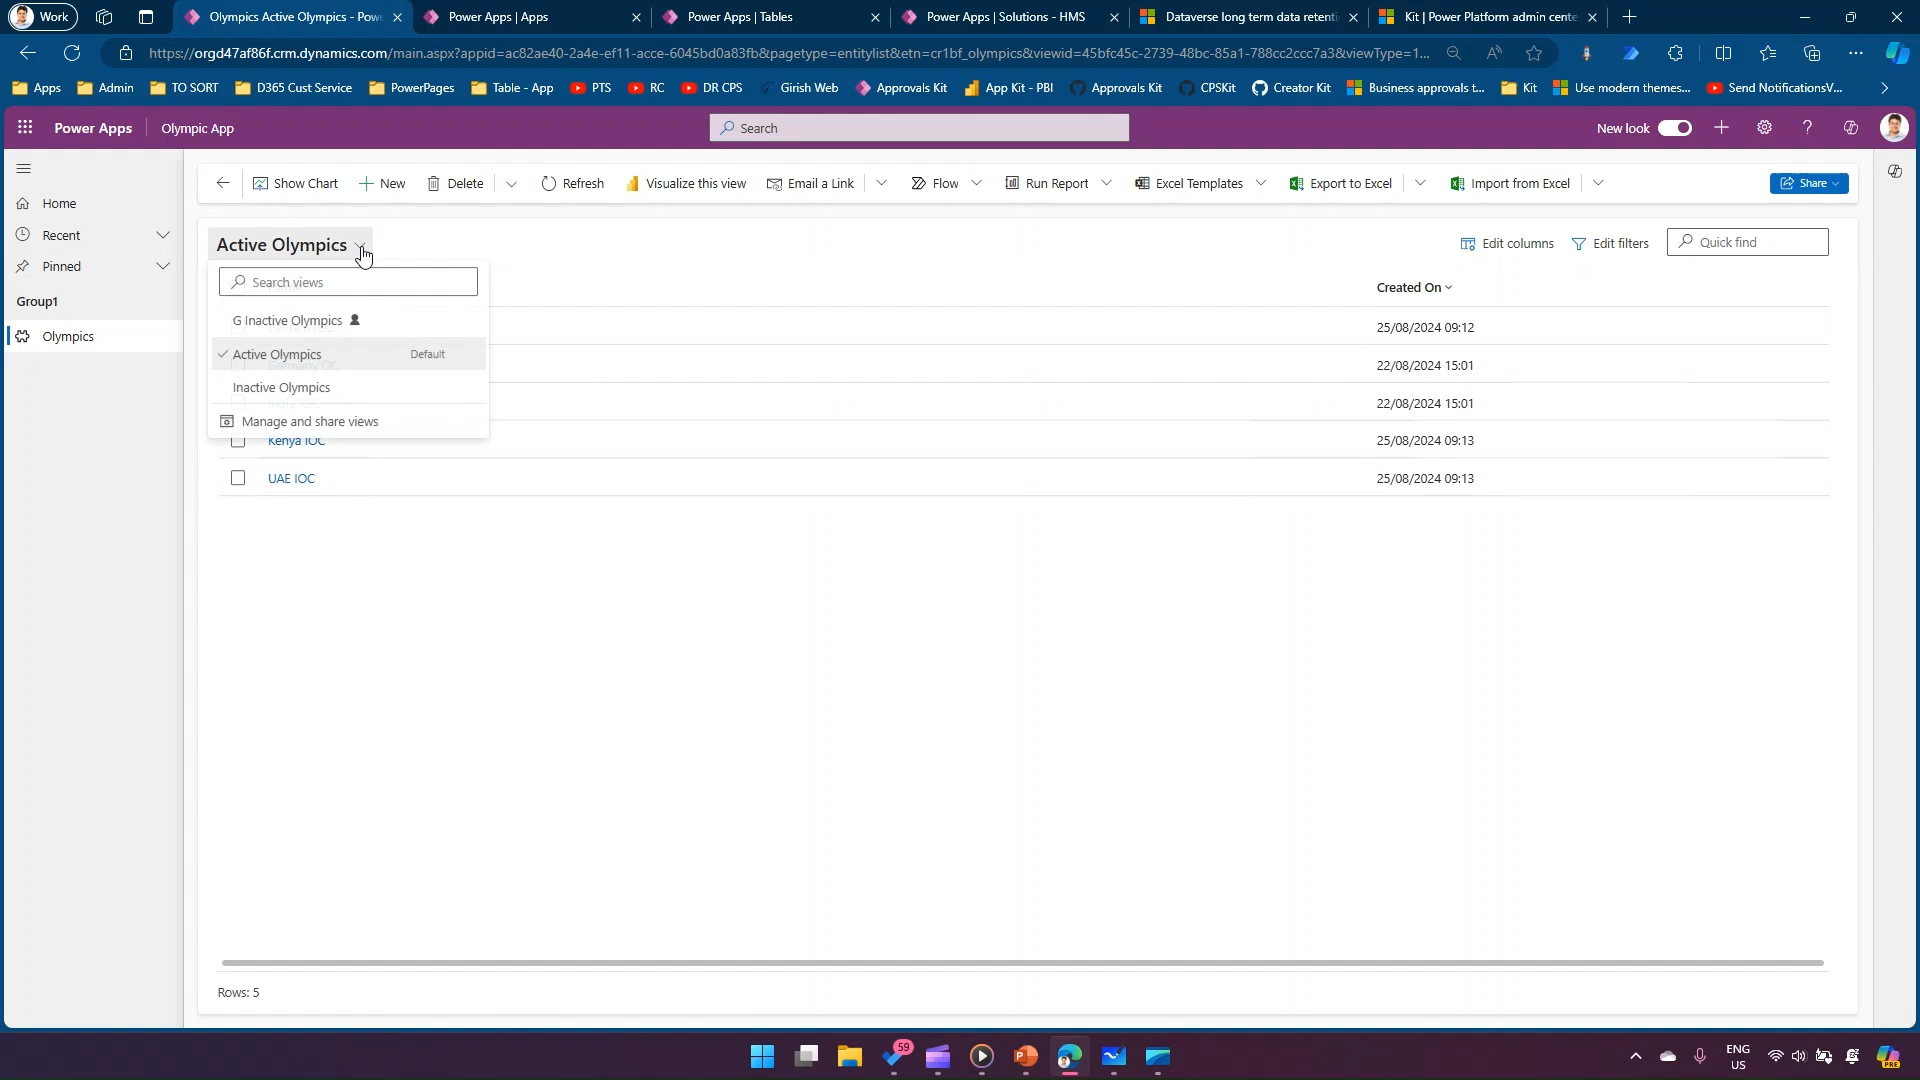 Work
Olympics Active Olympics - Powe
Power Apps | Apps
Power Apps | Tables
Power Apps | Solutions - HMS
Dataverse long term data retenti
Kit | Power Platform admin cente
https://orgd47af86f.crm.dynamics.com/main.aspx?appid=ac82ae40-2a4e-ef11-acce-6045bd0a83fb&pagetype=entitylist&etn=cr1bf_olympics&viewid=45bfc45c-2739-48bc-85a1-788cc2ccc7a3&viewType=1...
Apps
Admin
TO SORT
D365 Cust Service
PowerPages
Table - App
PTS
RC
DR CPS
Girish Web
Approvals Kit
App Kit - PBI
Approvals Kit
CPSKit
Creator Kit
Business approvals t...
Kit
Use modern themes...
Send NotificationsV...
Power Apps
Olympic App
Search
New look
Home
Recent
Pinned
Group1
Olympics
Show Chart
New
Delete
Refresh
Visualize this view
Email a Link
Flow
Run Report
Excel Templates
Export to Excel
Import from Excel
Share
Active Olympics
Edit columns
Edit filters
Quick find
Search views
G Inactive Olympics
Active Olympics
Default
Inactive Olympics
Manage and share views
Created On
25/08/2024 09:12
Germany OC
22/08/2024 15:01
22/08/2024 15:01
Kenya IOC
25/08/2024 09:13
UAE IOC
25/08/2024 09:13
Rows: 5
59
ENG
US
PRE